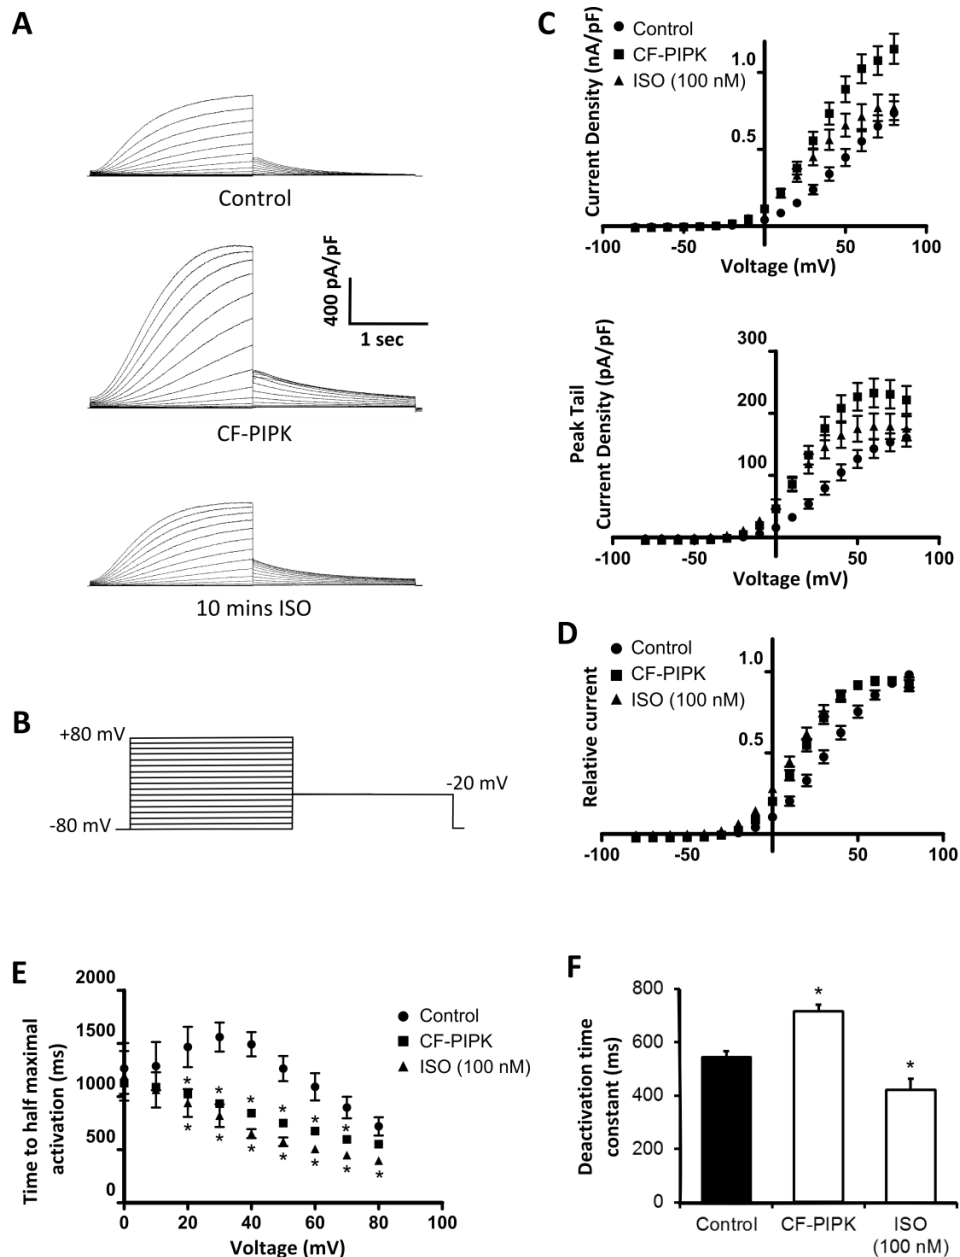 A
Control
400 pA/pF
1 sec
CF-PIPK
10 mins ISO
B
+80 mV
-80 mV
-20 mV
C
Control
CF-PIPK
ISO (100 nM)
Current Density (nA/pF)
1.0
0.5
-100
-50
50
100
Voltage (mV)
Peak Tail
Current Density (pA/pF)
300
200
100
-100
-50
50
100
Voltage (mV)
D
Control
CF-PIPK
ISO (100 nM)
Relative current
1.0
0.5
-100
-50
50
100
E
Time to half maximal
activation (ms)
2000
1500
1000
500
0
0
20
40
60
80
100
Voltage (mV)
Control
CF-PIPK
ISO (100 nM)
* * * * * *
* * * * * * *
F
Deactivation time
constant (ms)
800
600
400
200
0
*
*
Control
CF-PIPK
ISO
(100 nM)